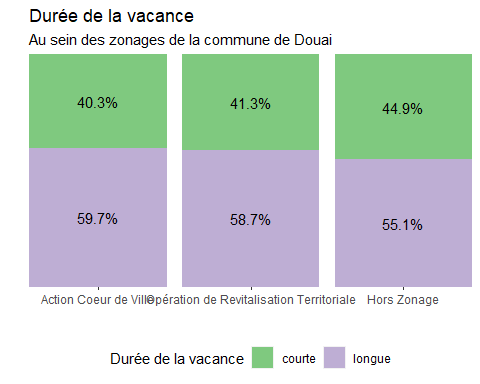 Durée de la vacance
Au sein des zonages de la commune de Douai
40.3% 41.3% 44.9%
59.7% 58.7% 55.1%
Action Coeur de Ville Opération de Revitalisation Territoriale Hors Zonage
Durée de la vacance courte longue